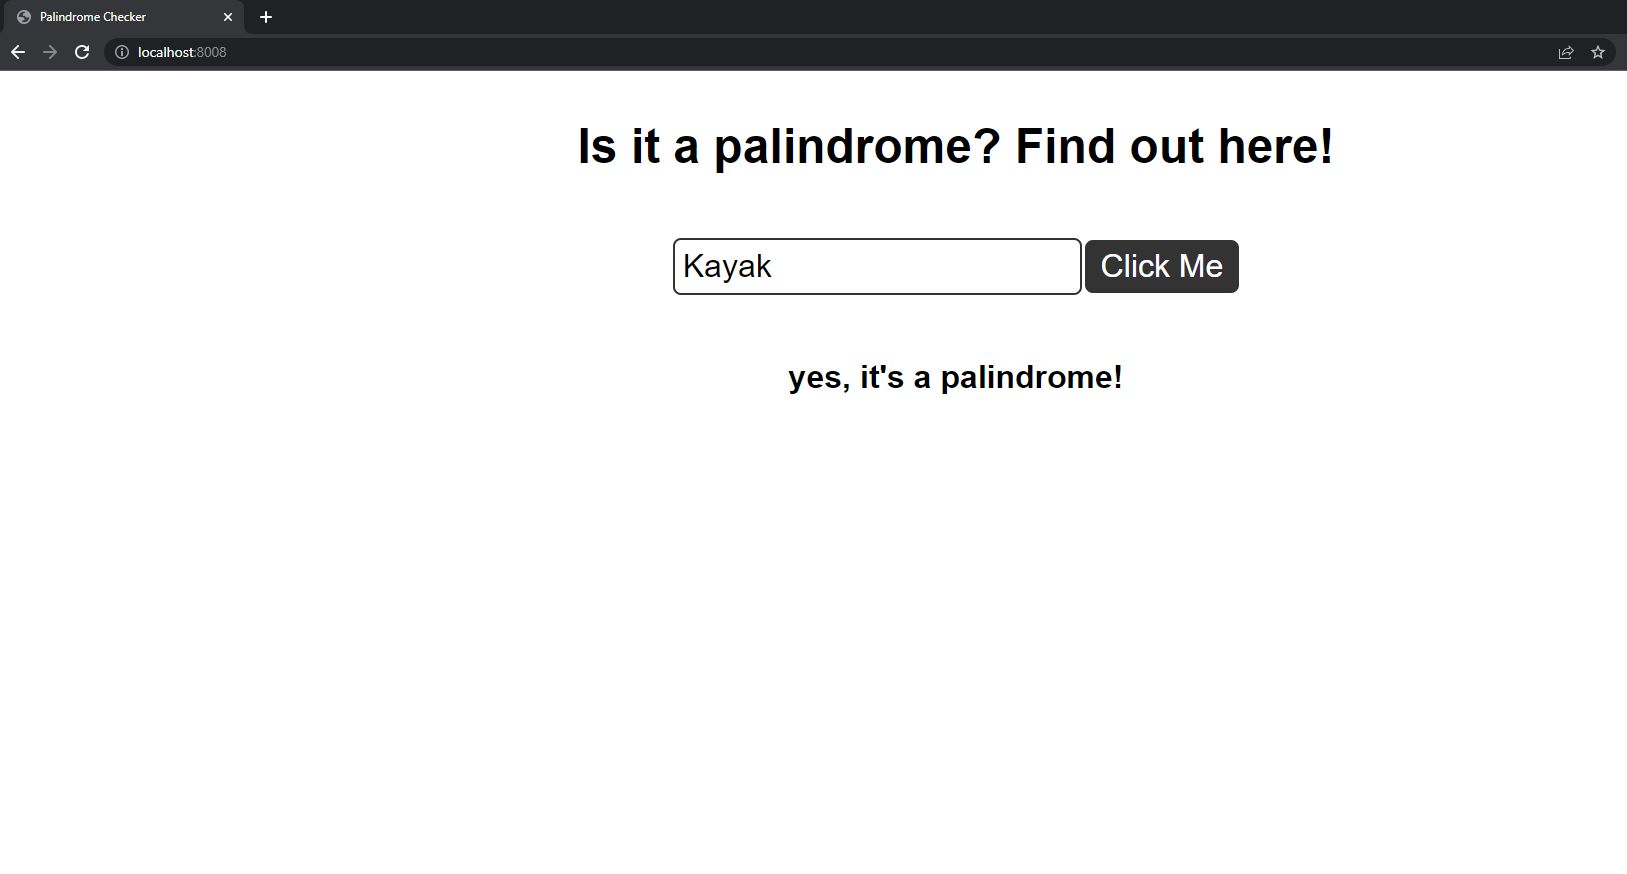 Palindrome Checker
localhost:8008
Is it a palindrome? Find out here!
Kayak Click Me
yes, it's a palindrome!